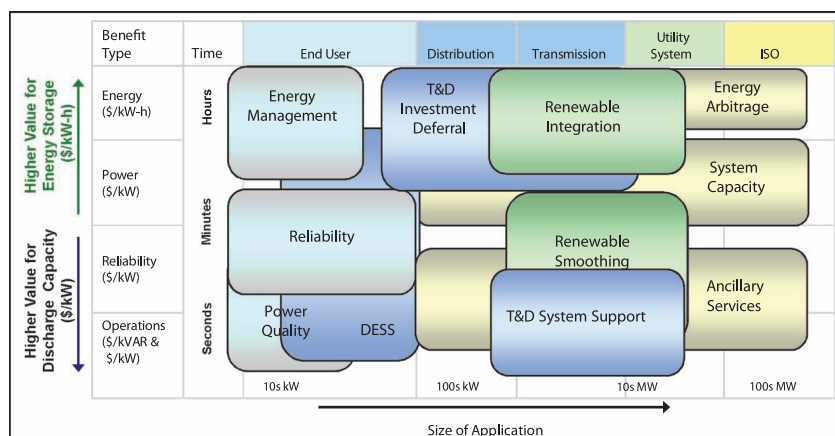 Benefit
Type
Time
End User
Distribution
Transmission
Utility
System
ISO
Higher Value for
Energy Storage
($/kW-h)
Higher Value for
Discharge Capacity
($/kW)
Energy
($/kW-h)
Power
($/kW)
Reliability
($/kW)
Operations
($/kVAR &
$/kW)
Hours
Minutes
Seconds
Energy
Management
T&D
Investment
Deferral
Renewable
Integration
Energy
Arbitrage
System
Capacity
Reliability
Renewable
Smoothing
Power
Quality
DESS
T&D System Support
Ancillary
Services
10s kW
100s kW
10s MW
100s MW
Size of Application